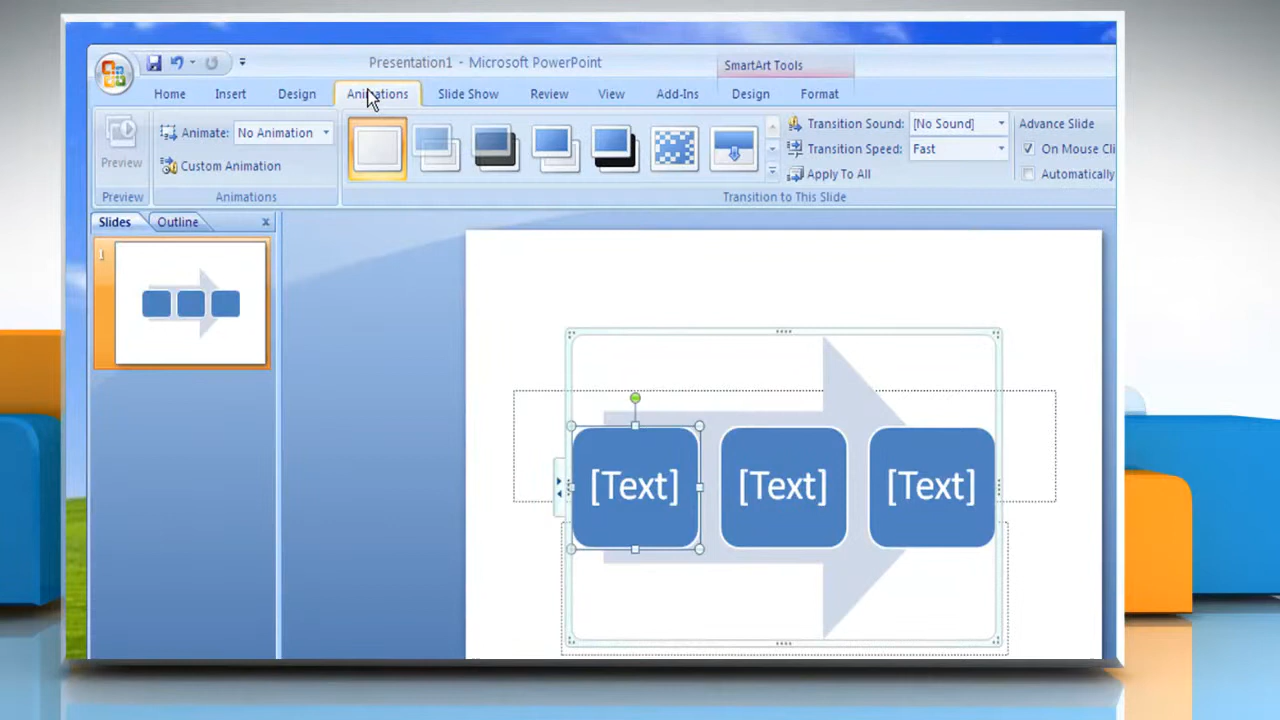 Presentation1 - Microsoft PowerPoint
SmartArt Tools
Home Insert Design Animations Slide Show Review View Add-Ins Design Format
Preview
Animate: No Animation
Custom Animation
Transition Sound: [No Sound]
Transition Speed: Fast
Apply To All
Advance Slide
On Mouse Cli
Automatically
Preview Animations Transition to This Slide
Slides Outline
1
[Text] [Text] [Text]